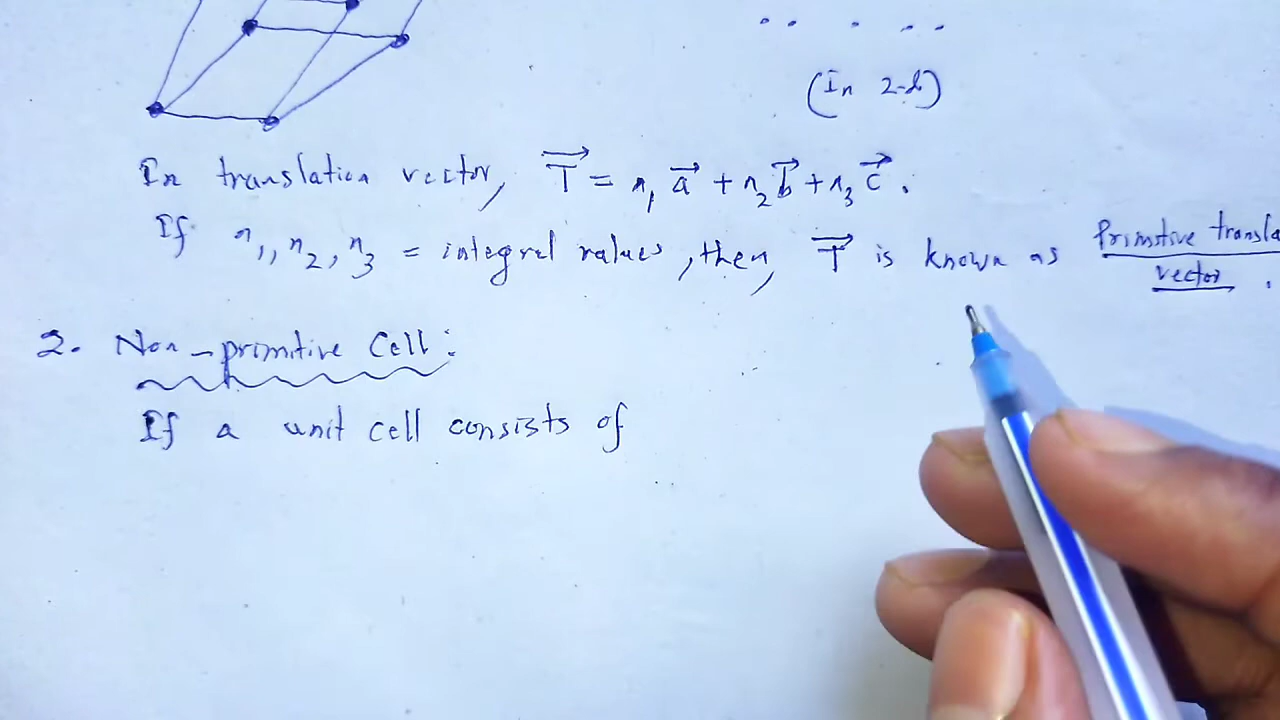 (In 2-d)
In translation vector, T⃗ = n₁ a⃗ + n₂ b⃗ + n₃ c⃗ .
If n₁, n₂, n₃ = integral values, then, T⃗ is known as Primitive transla
vector .
2. Non-primitive Cell:
If a unit cell consists of